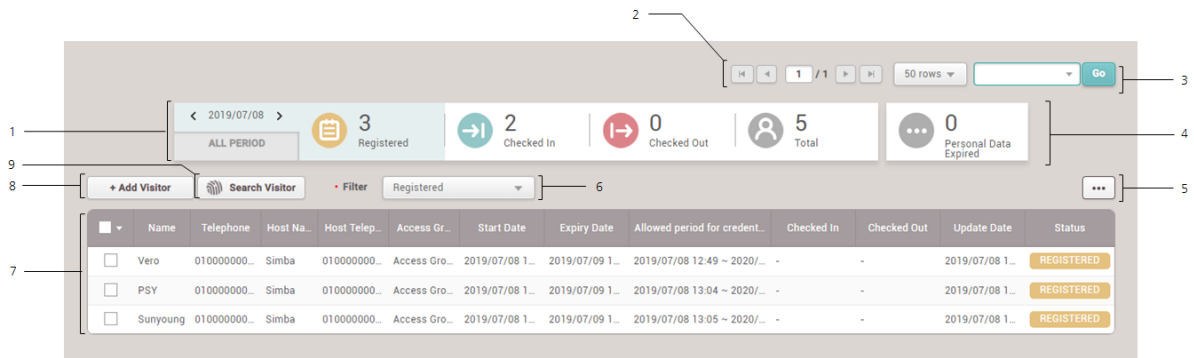 2
1 / 1
50 rows
Go
3
1
2019/07/08
ALL PERIOD
3
Registered
2
Checked
In
0
Checked Out
5
Total
0
Personal Data
Expired
4
9
8
+ Add Visitor
Search Visitor
• Filter
Registered
6
•••
5
7
Name Telephone Host Na... Host Telep... Access Gr... Start Date Expiry Date Allowed period for credent... Checked In Checked Out Update Date Status
Vero 010000000... Simba 010000000... Access Gro... 2019/07/08 1... 2019/07/09 1... 2019/07/08 12:49 ~ 2020/... - - 2019/07/08 1... REGISTERED
PSY 010000000... Simba 010000000... Access Gro... 2019/07/08 1... 2019/07/09 1... 2019/07/08 13:04 ~ 2020/... - - 2019/07/08 1... REGISTERED
Sunyoung 010000000... Simba 010000000... Access Gro... 2019/07/08 1... 2019/07/09 1... 2019/07/08 13:05 ~ 2020/... - - 2019/07/08 1... REGISTERED